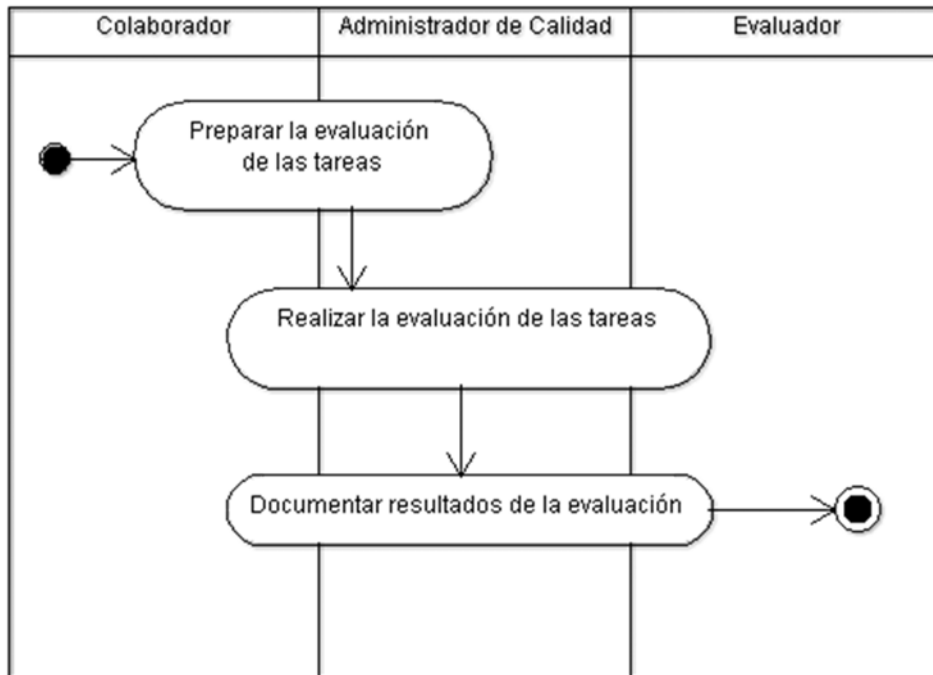 Colaborador
Administrador de Calidad
Evaluador
Preparar la evaluación
de las tareas
Realizar la evaluación de las tareas
Documentar resultados de la evaluación